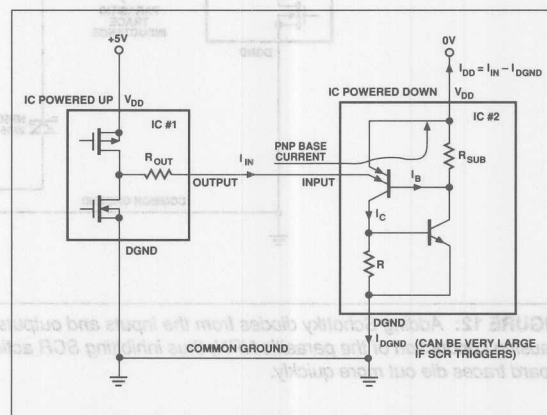 +5V
0V
I_DD = I_IN – I_DGND
IC POWERED UP
V_DD
IC POWERED DOWN
V_DD
IC #1
IC #2
PNP BASE
CURRENT
R_OUT
I_IN
R_SUB
OUTPUT
INPUT
I_B
I_C
R
DGND
DGND
I_DGND (CAN BE VERY LARGE
IF SCR TRIGGERS)
COMMON GROUND